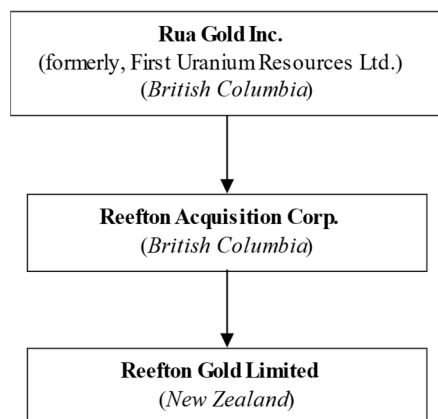 Rua Gold Inc.
(formerly, First Uranium Resources Ltd.)
(British Columbia)
Reefton Acquisition Corp.
(British Columbia)
Reefton Gold Limited
(New Zealand)